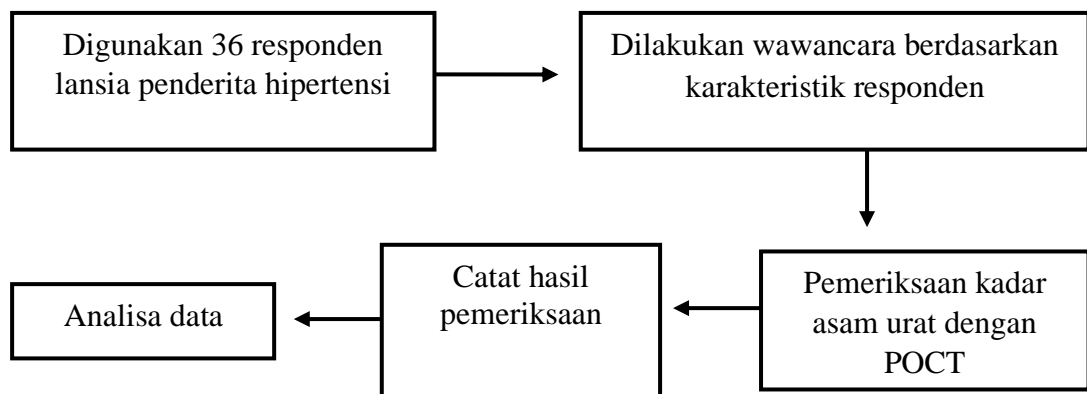 Digunakan 36 responden
lansia penderita hipertensi
Dilakukan wawancara berdasarkan
karakteristik responden
Pemeriksaan kadar
asam urat dengan
POCT
Catat hasil
pemeriksaan
Analisa data